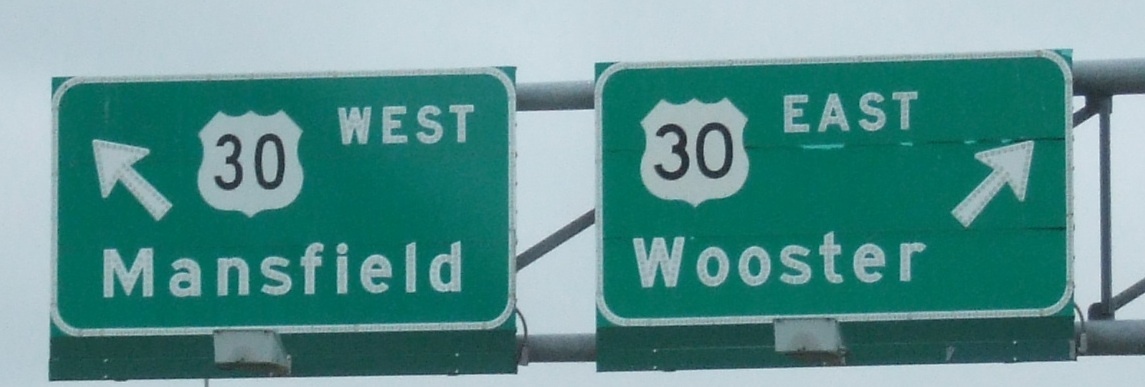 30 WEST
Mansfield
30 EAST
Wooster